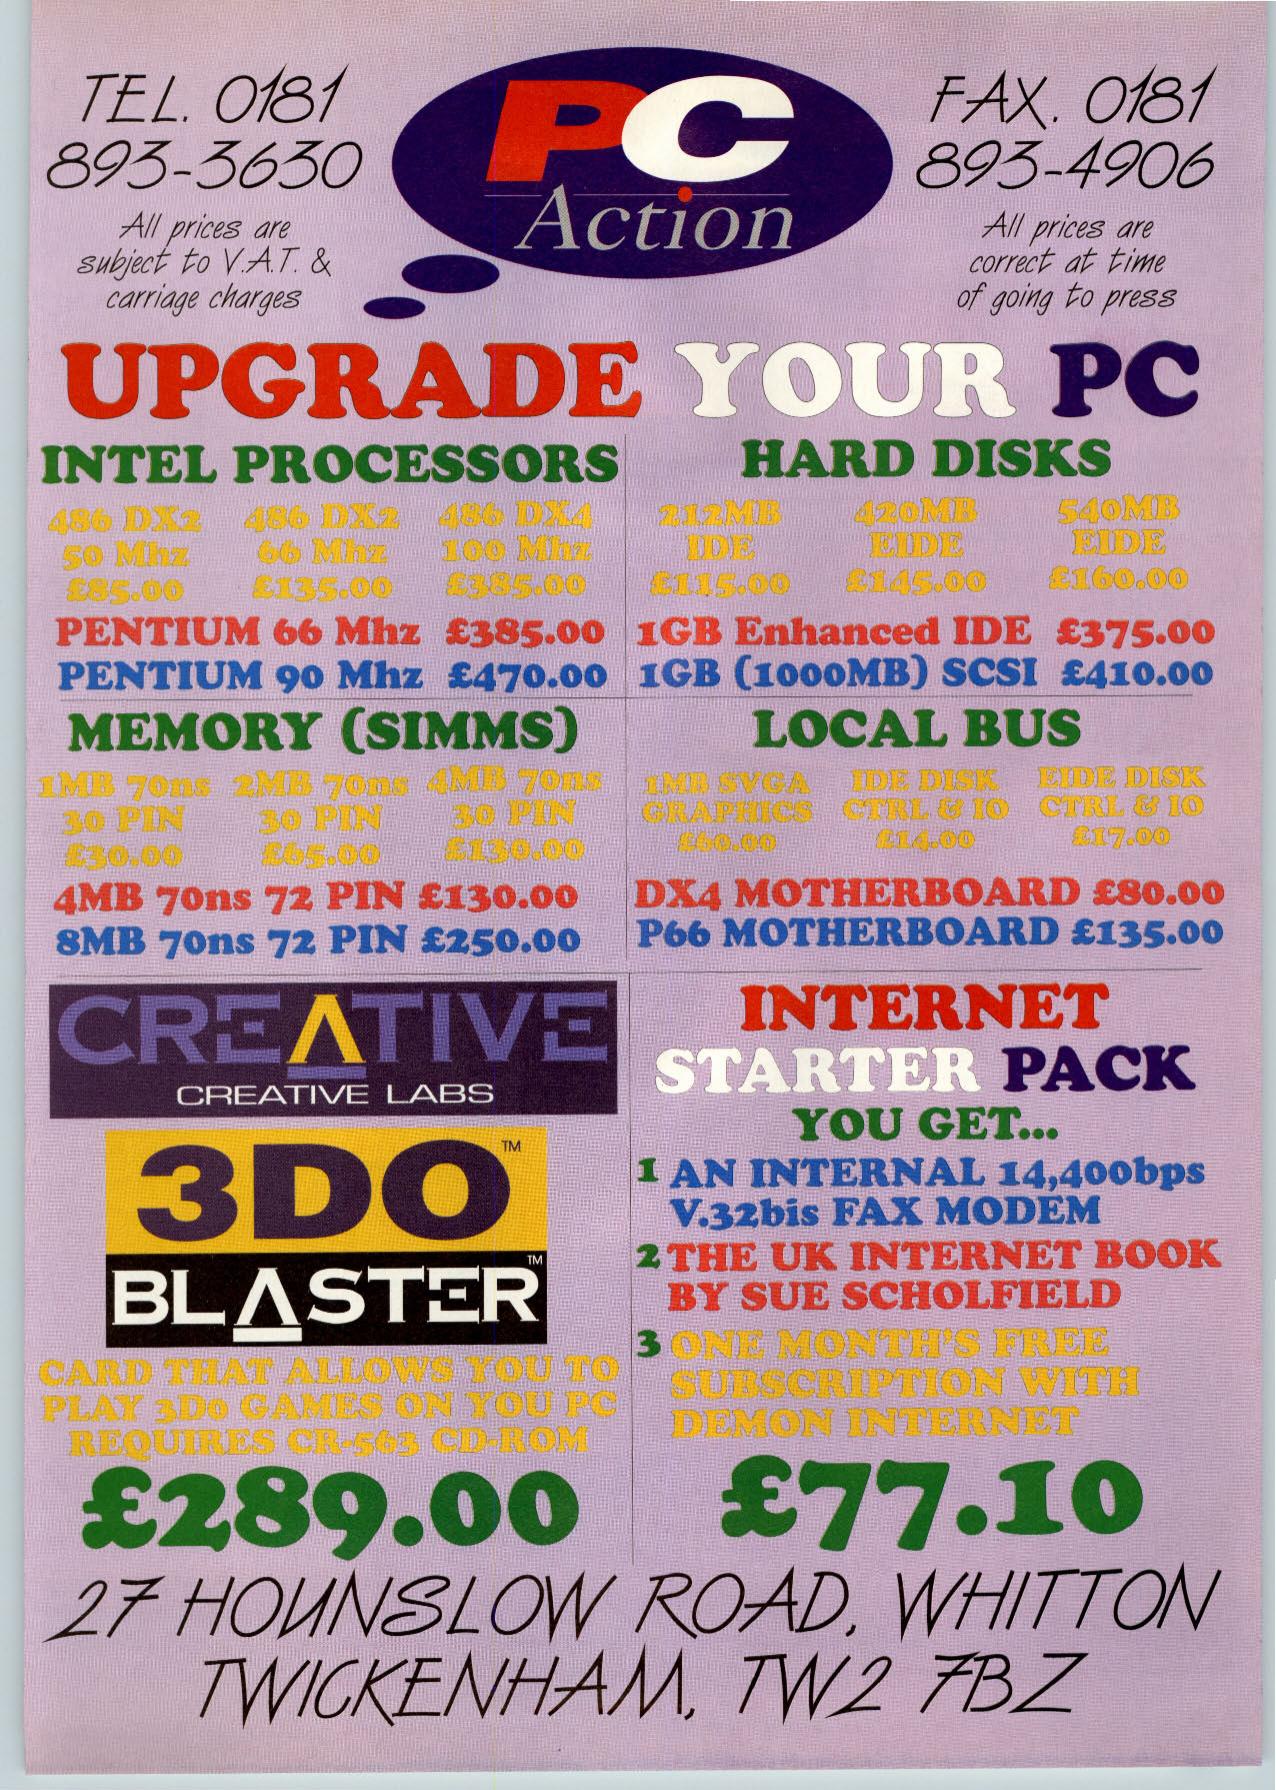 TEL. 0181
893-3630
All prices are
subject to V.A.T. &
carriage charges
PC
Action
FAX. 0181
893-4906
All prices are
correct at time
of going to press
UPGRADE YOUR PC
INTEL PROCESSORS
486 DX2
50 Mhz
£85.00
486 DX2
66 Mhz
£135.00
486 DX4
100 Mhz
£385.00
PENTIUM 66 Mhz £385.00
PENTIUM 90 Mhz £470.00
HARD DISKS
212MB
IDE
£115.00
420MB
EIDE
£145.00
540MB
EIDE
£160.00
1GB Enhanced IDE £375.00
1GB (1000MB) SCSI £410.00
MEMORY (SIMMS)
1MB 70ns
30 PIN
£30.00
2MB 70ns
30 PIN
£65.00
4MB 70ns
30 PIN
£130.00
4MB 70ns 72 PIN £130.00
8MB 70ns 72 PIN £250.00
LOCAL BUS
1MB SVGA
GRAPHICS
£60.00
IDE DISK
CTRL & IO
£14.00
EIDE DISK
CTRL & IO
£17.00
DX4 MOTHERBOARD £80.00
P66 MOTHERBOARD £135.00
CREATIVE
CREATIVE LABS
3DO™
BLASTER™
CARD THAT ALLOWS YOU TO
PLAY 3D0 GAMES ON YOU PC
REQUIRES CR-563 CD-ROM
£289.00
INTERNET
STARTER PACK
YOU GET...
1 AN INTERNAL 14,400bps
V.32bis FAX MODEM
2 THE UK INTERNET BOOK
BY SUE SCHOLFIELD
3 ONE MONTH'S FREE
SUBSCRIPTION WITH
DEMON INTERNET
£77.10
27 HOUNSLOW ROAD, WHITTON
TWICKENHAM, TW2 7BZ